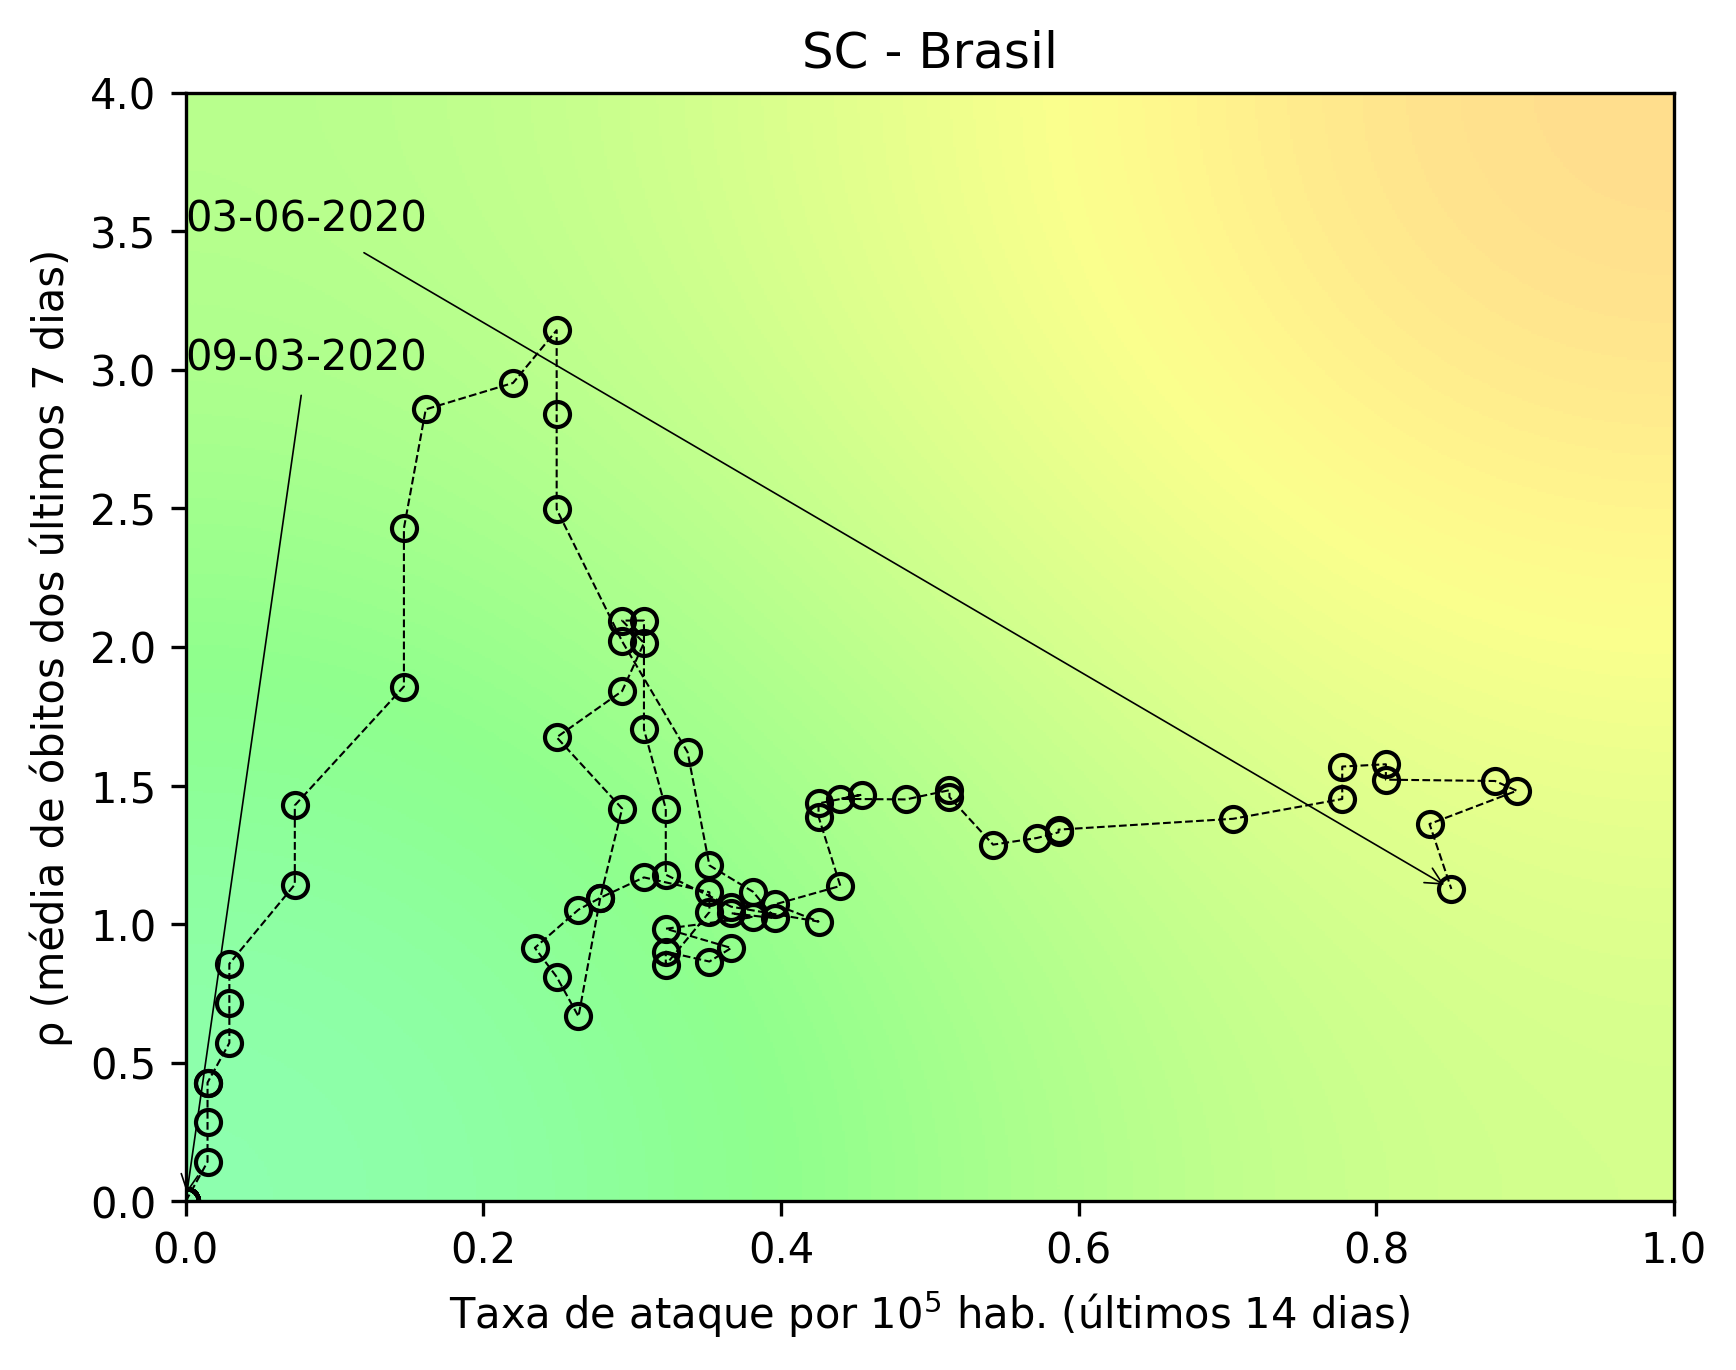 SC - Brasil
4.0
3.5
3.0
2.5
2.0
1.5
1.0
0.5
0.0
ρ (média de óbitos dos últimos 7 dias)
03-06-2020
09-03-2020
0.0 0.2 0.4 0.6 0.8 1.0
Taxa de ataque por 10⁵ hab. (últimos 14 dias)